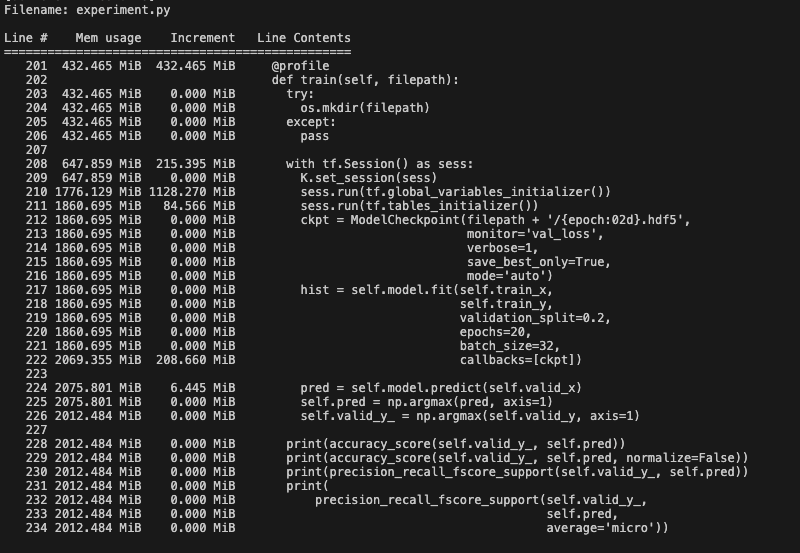 Filename: experiment.py
Line #    Mem usage    Increment   Line Contents
================================================
   201  432.465 MiB  432.465 MiB     @profile
   202                               def train(self, filepath):
   203  432.465 MiB    0.000 MiB       try:
   204  432.465 MiB    0.000 MiB         os.mkdir(filepath)
   205  432.465 MiB    0.000 MiB       except:
   206  432.465 MiB    0.000 MiB         pass
   207
   208  647.859 MiB  215.395 MiB       with tf.Session() as sess:
   209  647.859 MiB    0.000 MiB         K.set_session(sess)
   210 1776.129 MiB 1128.270 MiB         sess.run(tf.global_variables_initializer())
   211 1860.695 MiB   84.566 MiB         sess.run(tf.tables_initializer())
   212 1860.695 MiB    0.000 MiB         ckpt = ModelCheckpoint(filepath + '/{epoch:02d}.hdf5',
   213 1860.695 MiB    0.000 MiB                                monitor='val_loss',
   214 1860.695 MiB    0.000 MiB                                verbose=1,
   215 1860.695 MiB    0.000 MiB                                save_best_only=True,
   216 1860.695 MiB    0.000 MiB                                mode='auto')
   217 1860.695 MiB    0.000 MiB         hist = self.model.fit(self.train_x,
   218 1860.695 MiB    0.000 MiB                               self.train_y,
   219 1860.695 MiB    0.000 MiB                               validation_split=0.2,
   220 1860.695 MiB    0.000 MiB                               epochs=20,
   221 1860.695 MiB    0.000 MiB                               batch_size=32,
   222 2069.355 MiB  208.660 MiB                               callbacks=[ckpt])
   223
   224 2075.801 MiB    6.445 MiB         pred = self.model.predict(self.valid_x)
   225 2075.801 MiB    0.000 MiB         self.pred = np.argmax(pred, axis=1)
   226 2012.484 MiB    0.000 MiB         self.valid_y_ = np.argmax(self.valid_y, axis=1)
   227
   228 2012.484 MiB    0.000 MiB       print(accuracy_score(self.valid_y_, self.pred))
   229 2012.484 MiB    0.000 MiB       print(accuracy_score(self.valid_y_, self.pred, normalize=False))
   230 2012.484 MiB    0.000 MiB       print(precision_recall_fscore_support(self.valid_y_, self.pred))
   231 2012.484 MiB    0.000 MiB       print(
   232 2012.484 MiB    0.000 MiB           precision_recall_fscore_support(self.valid_y_,
   233 2012.484 MiB    0.000 MiB                                           self.pred,
   234 2012.484 MiB    0.000 MiB                                           average='micro'))